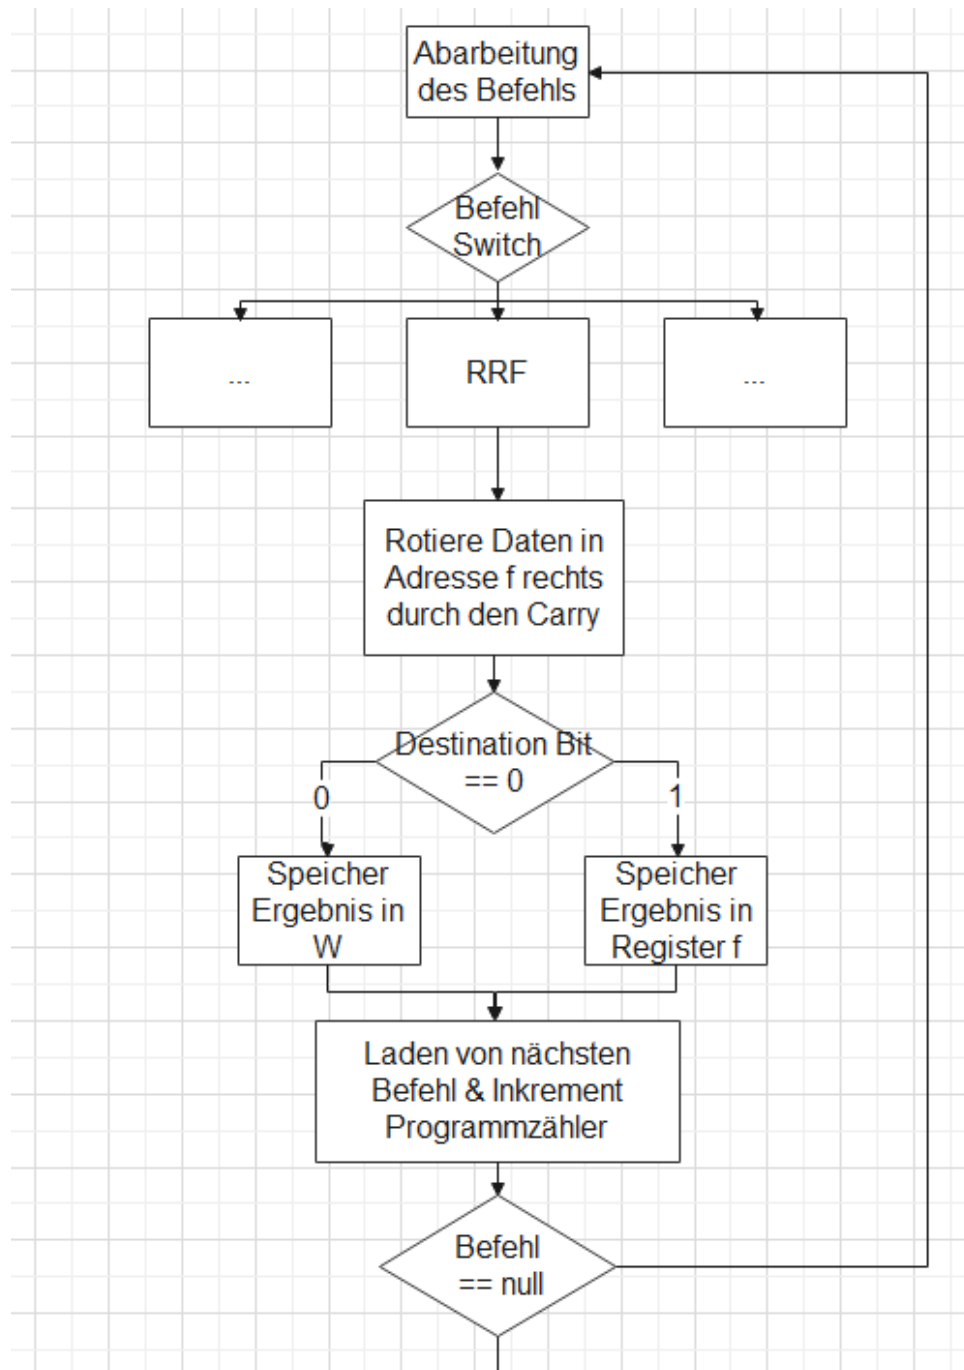 Abarbeitung
des Befehls
Befehl
Switch
...
RRF
...
Rotiere Daten in
Adresse f rechts
durch den Carry
Destination Bit
== 0
0
1
Speicher
Ergebnis in
W
Speicher
Ergebnis in
Register f
Laden von nächsten
Befehl & Inkrement
Programmzähler
Befehl
== null